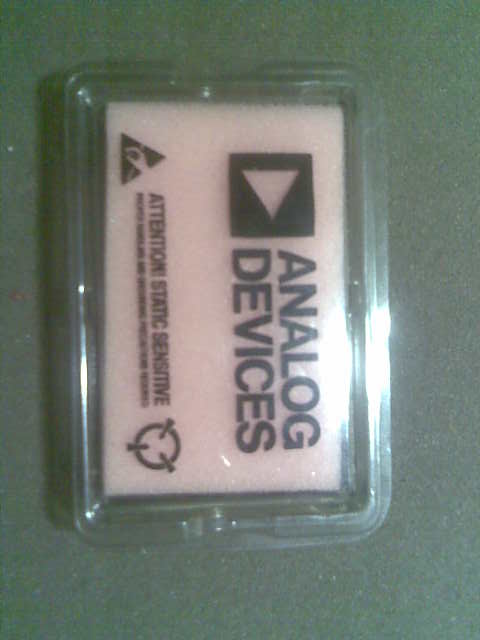 ANALOG
DEVICES
ATTENTION! STATIC SENSITIVE